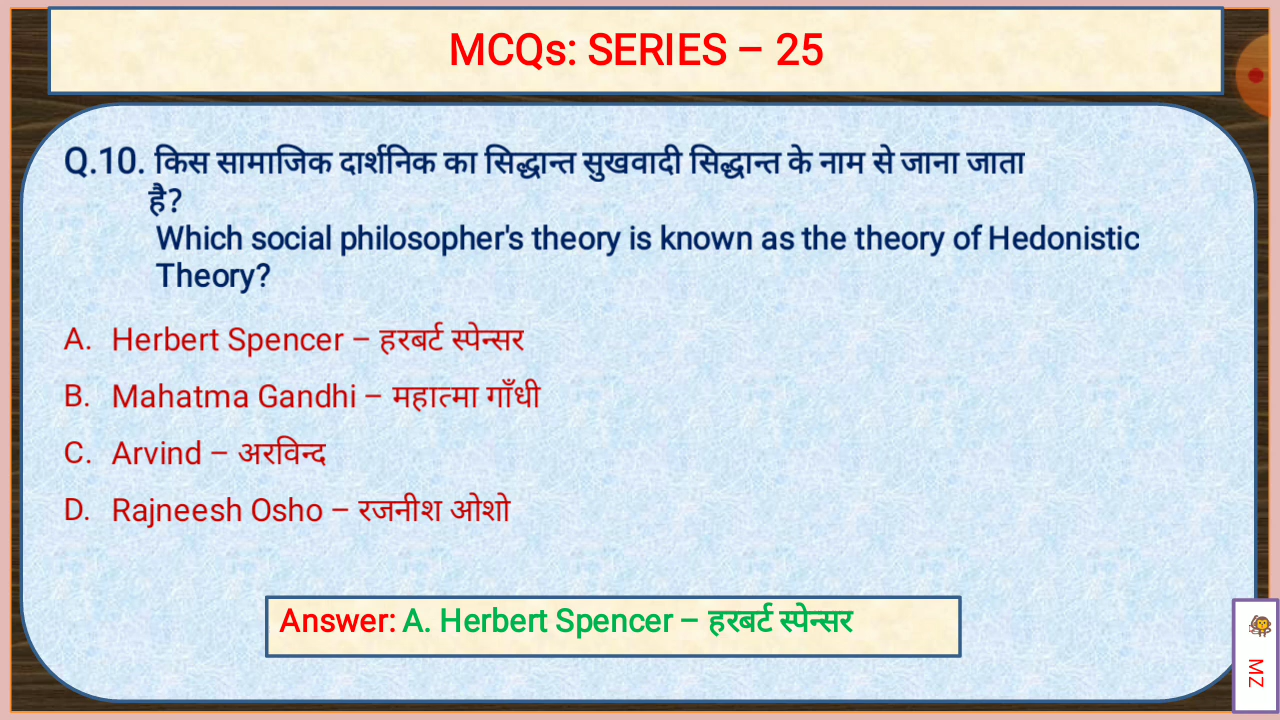 MCQs: SERIES – 25
Q.10. किस सामाजिक दार्शनिक का सिद्धान्त सुखवादी सिद्धान्त के नाम से जाना जाता
है?
Which social philosopher's theory is known as the theory of Hedonistic
Theory?
A. Herbert Spencer – हरबर्ट स्पेन्सर
B. Mahatma Gandhi – महात्मा गाँधी
C. Arvind – अरविन्द
D. Rajneesh Osho – रजनीश ओशो
Answer: A. Herbert Spencer – हरबर्ट स्पेन्सर
MZ